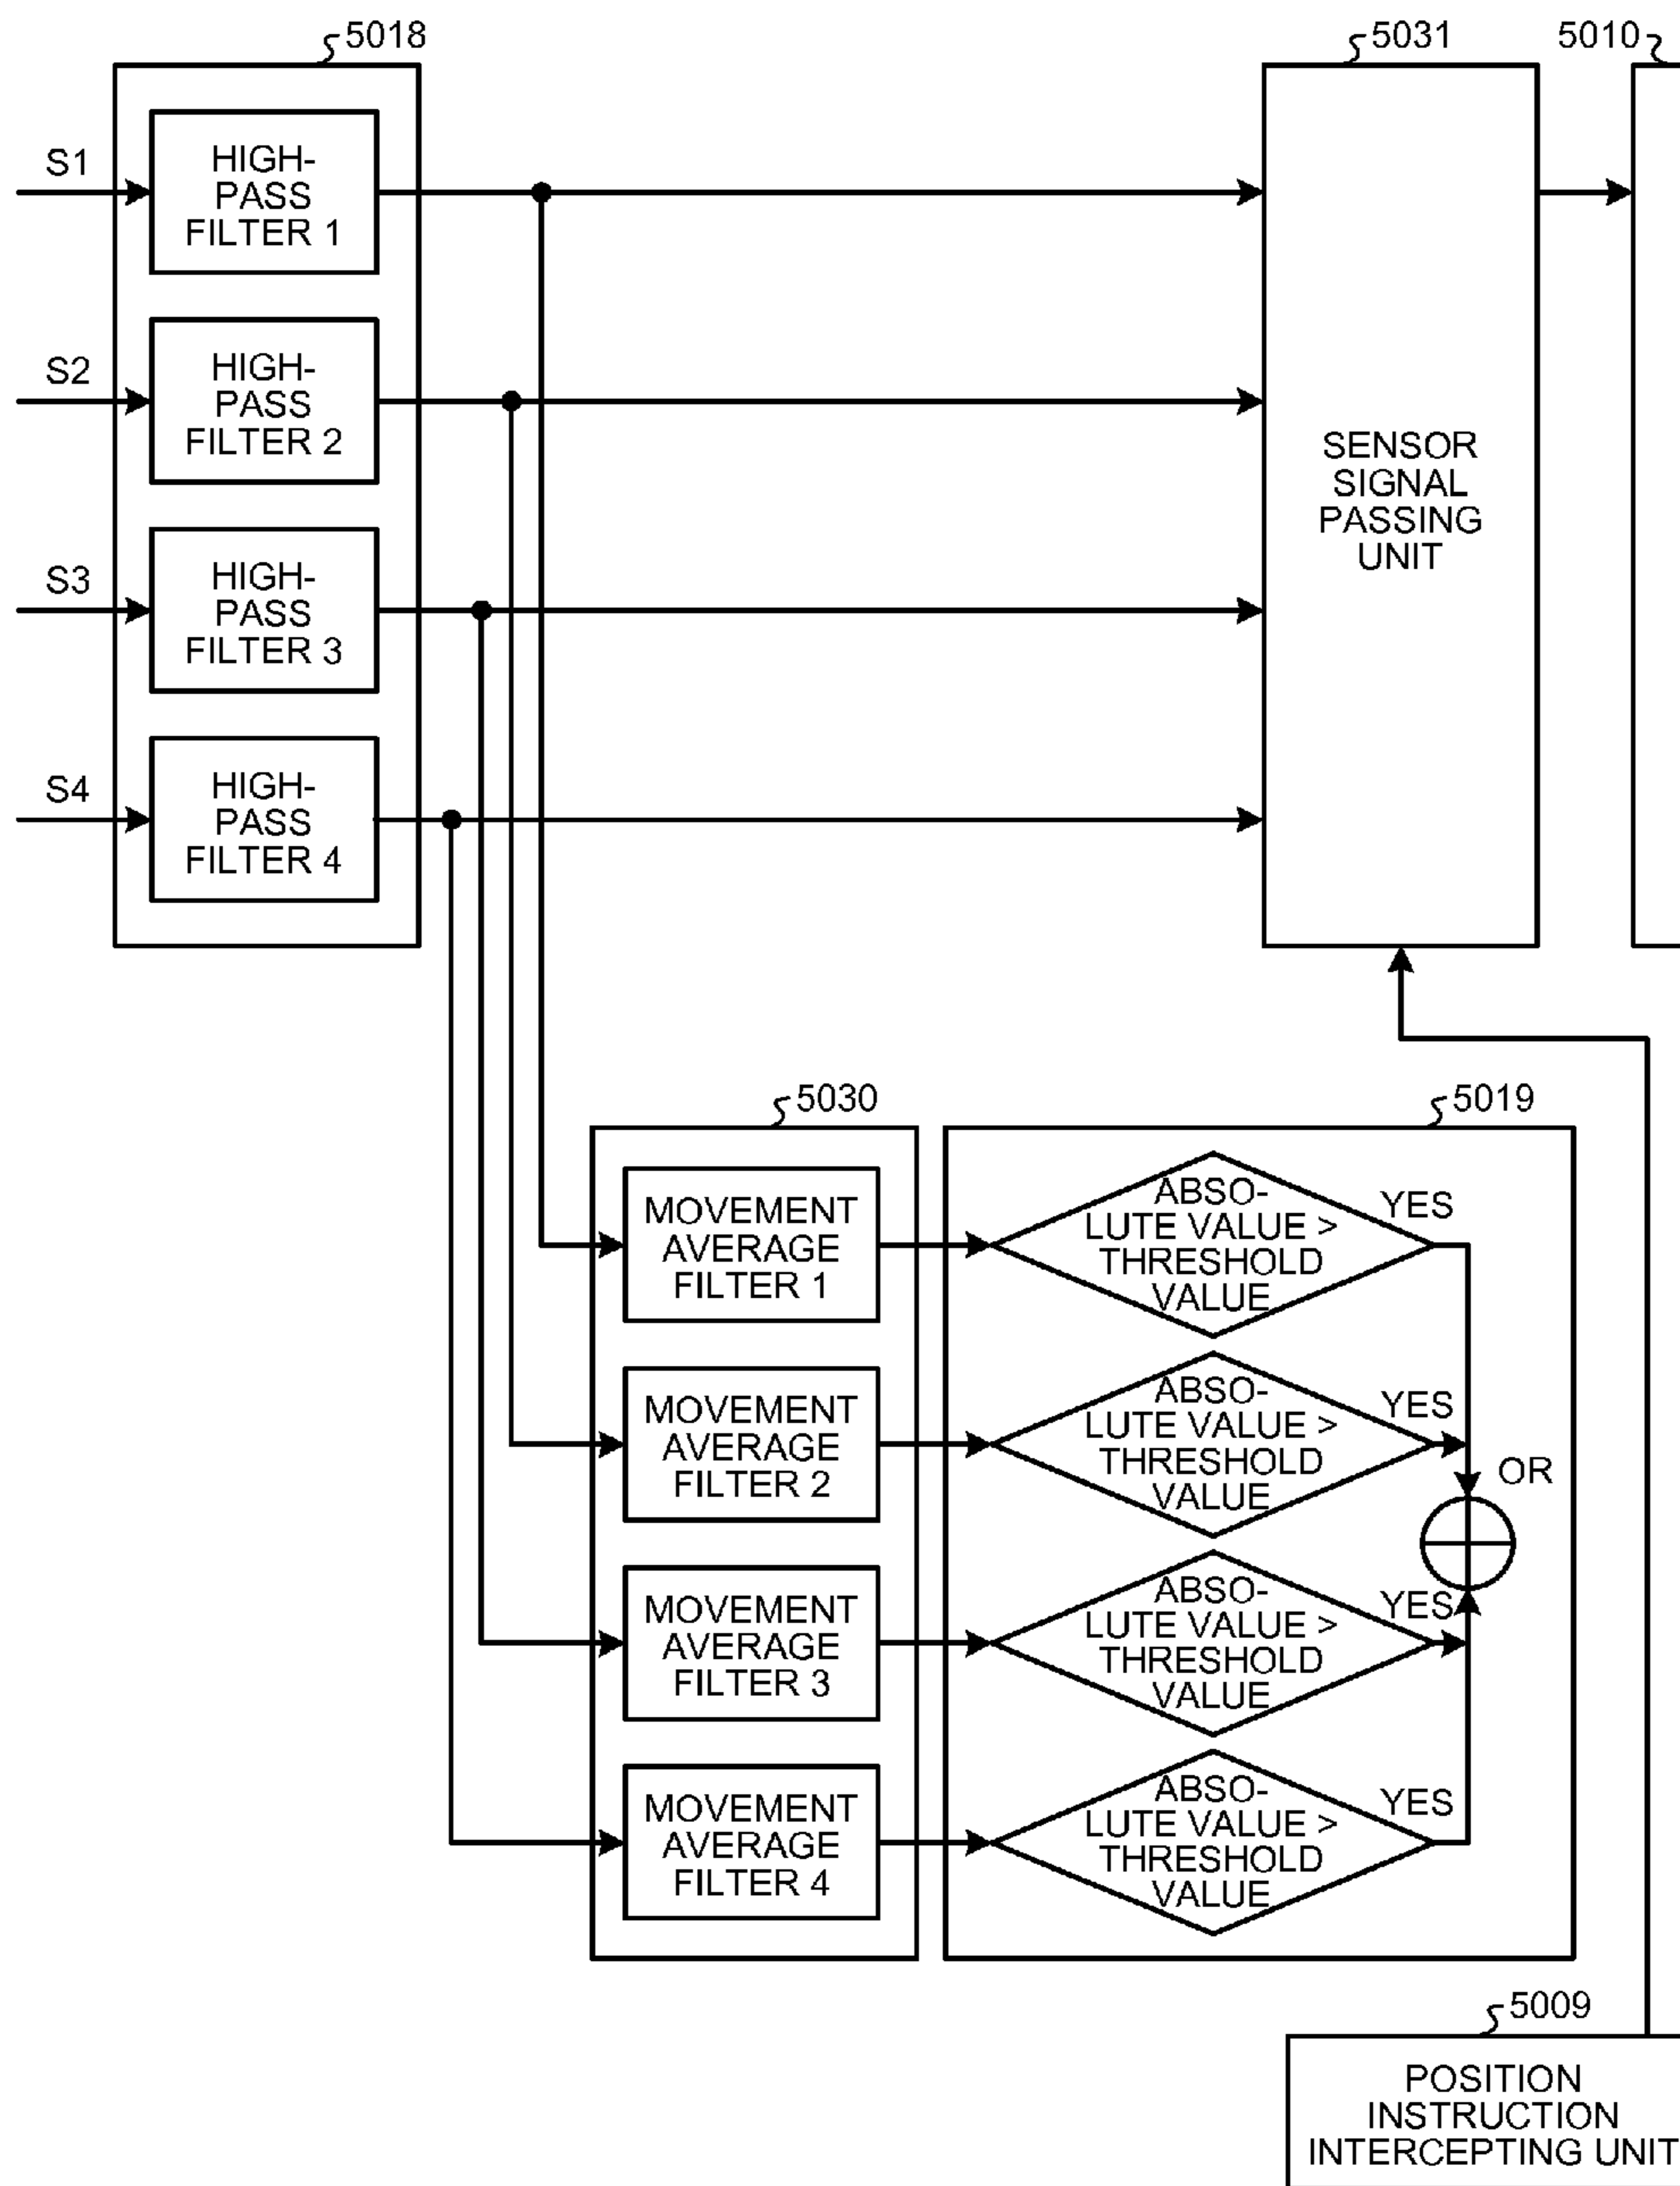 5018
5031
5010
S1
HIGH-
PASS
FILTER 1
S2
HIGH-
PASS
FILTER 2
S3
HIGH-
PASS
FILTER 3
S4
HIGH-
PASS
FILTER 4
SENSOR
SIGNAL
PASSING
UNIT
5030
5019
MOVEMENT
AVERAGE
FILTER 1
ABSO-
LUTE VALUE >
THRESHOLD
VALUE
YES
MOVEMENT
AVERAGE
FILTER 2
ABSO-
LUTE VALUE >
THRESHOLD
VALUE
YES
OR
MOVEMENT
AVERAGE
FILTER 3
ABSO-
LUTE VALUE >
THRESHOLD
VALUE
YES
MOVEMENT
AVERAGE
FILTER 4
ABSO-
LUTE VALUE >
THRESHOLD
VALUE
YES
5009
POSITION
INSTRUCTION
INTERCEPTING UNIT